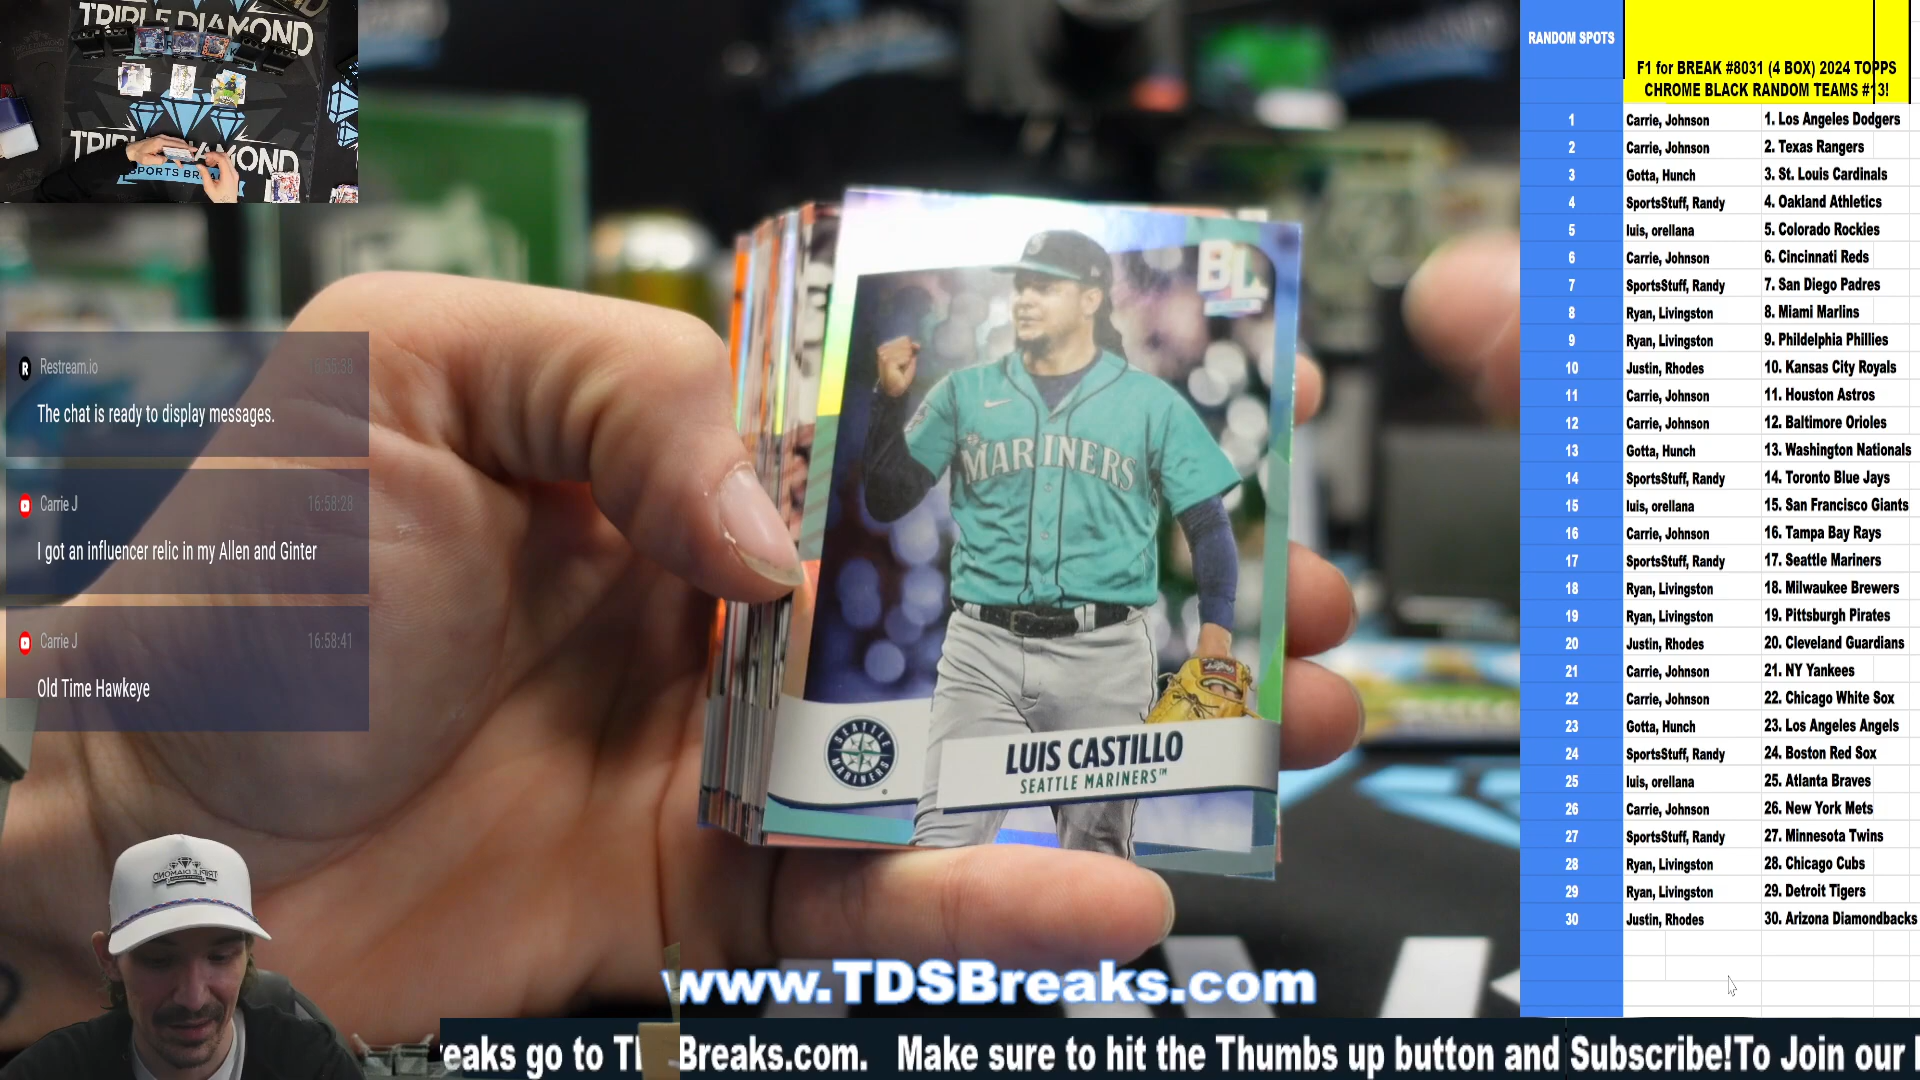 TRIPLE DIAMOND
TRIPLE DIAMOND
SPORTS BREAKS
Restream.io 16:55:38
The chat is ready to display messages.
Carrie J 16:58:28
I got an influencer relic in my Allen and Ginter
Carrie J 16:58:41
Old Time Hawkeye
BL
MARINERS
SEATTLE
MARINERS
LUIS CASTILLO
SEATTLE MARINERS™
www.TDSBreaks.com
reaks go to T Breaks.com. Make sure to hit the Thumbs up button and Subscribe!To Join our
RANDOM SPOTS
F1 for BREAK #8031 (4 BOX) 2024 TOPPS
CHROME BLACK RANDOM TEAMS #13!
1 Carrie, Johnson 1. Los Angeles Dodgers
2 Carrie, Johnson 2. Texas Rangers
3 Gotta, Hunch 3. St. Louis Cardinals
4 SportsStuff, Randy 4. Oakland Athletics
5 luis, orellana 5. Colorado Rockies
6 Carrie, Johnson 6. Cincinnati Reds
7 SportsStuff, Randy 7. San Diego Padres
8 Ryan, Livingston 8. Miami Marlins
9 Ryan, Livingston 9. Philidelphia Phillies
10 Justin, Rhodes 10. Kansas City Royals
11 Carrie, Johnson 11. Houston Astros
12 Carrie, Johnson 12. Baltimore Orioles
13 Gotta, Hunch 13. Washington Nationals
14 SportsStuff, Randy 14. Toronto Blue Jays
15 luis, orellana 15. San Francisco Giants
16 Carrie, Johnson 16. Tampa Bay Rays
17 SportsStuff, Randy 17. Seattle Mariners
18 Ryan, Livingston 18. Milwaukee Brewers
19 Ryan, Livingston 19. Pittsburgh Pirates
20 Justin, Rhodes 20. Cleveland Guardians
21 Carrie, Johnson 21. NY Yankees
22 Carrie, Johnson 22. Chicago White Sox
23 Gotta, Hunch 23. Los Angeles Angels
24 SportsStuff, Randy 24. Boston Red Sox
25 luis, orellana 25. Atlanta Braves
26 Carrie, Johnson 26. New York Mets
27 SportsStuff, Randy 27. Minnesota Twins
28 Ryan, Livingston 28. Chicago Cubs
29 Ryan, Livingston 29. Detroit Tigers
30 Justin, Rhodes 30. Arizona Diamondbacks